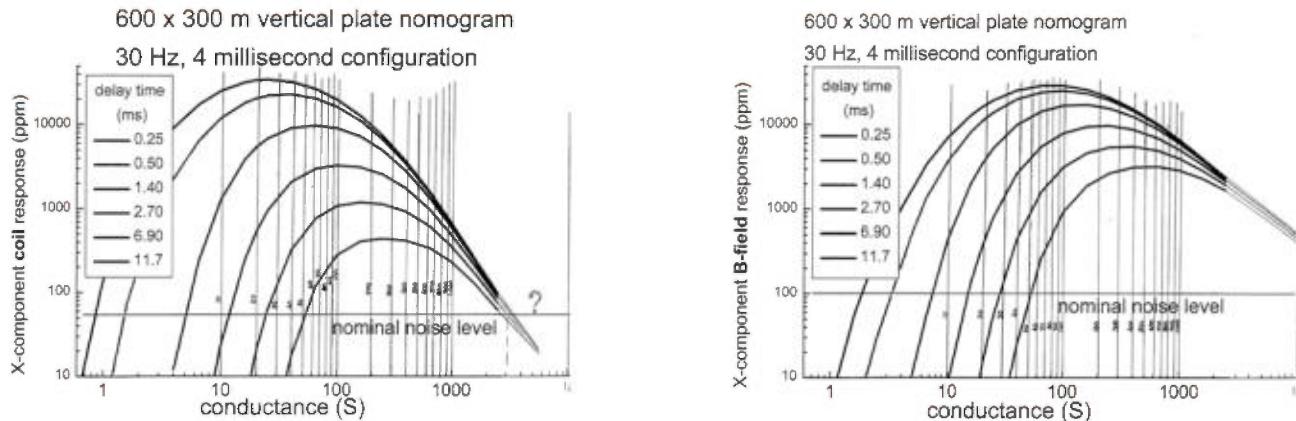 600 x 300 m vertical plate nomogram
30 Hz, 4 millisecond configuration
X-component coil response (ppm)
10000
1000
100
10
delay time
(ms)
0.25
0.50
1.40
2.70
6.90
11.7
?
nominal noise level
1
10
100
1000
conductance (S)
600 x 300 m vertical plate nomogram
30 Hz, 4 millisecond configuration
X-component B-field response (ppm)
10000
1000
100
10
delay time
(ms)
0.25
0.50
1.40
2.70
6.90
11.7
nominal noise level
1
10
100
1000
conductance (S)